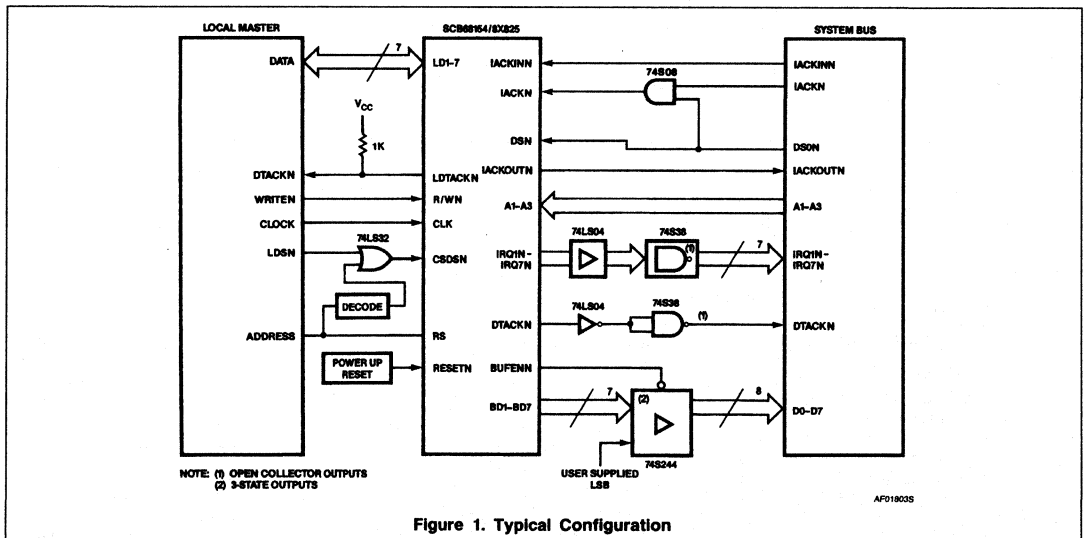 LOCAL MASTER
SCB68154/8X825
SYSTEM BUS
DATA
7
LD1-7
IACKINN
IACKINN
74S08
IACKN
IACKN
VCC
1K
DSN
DS0N
DTACKN
LDTACKN
IACKOUTN
IACKOUTN
WRITEN
R/WN
A1-A3
A1-A3
CLOCK
CLK
74LS32
74LS04
74S38
LDSN
CSDSN
IRQ1N-
IRQ7N
(1)
7
IRQ1N-
IRQ7N
DECODE
74LS04
74S38
ADDRESS
RS
DTACKN
(1)
DTACKN
POWER UP
RESET
RESETN
BUFENN
BD1-BD7
7
(2)
8
D0-D7
74S244
USER SUPPLIED
LSB
NOTE: (1) OPEN COLLECTOR OUTPUTS
(2) 3-STATE OUTPUTS
AF01803S
Figure 1. Typical Configuration